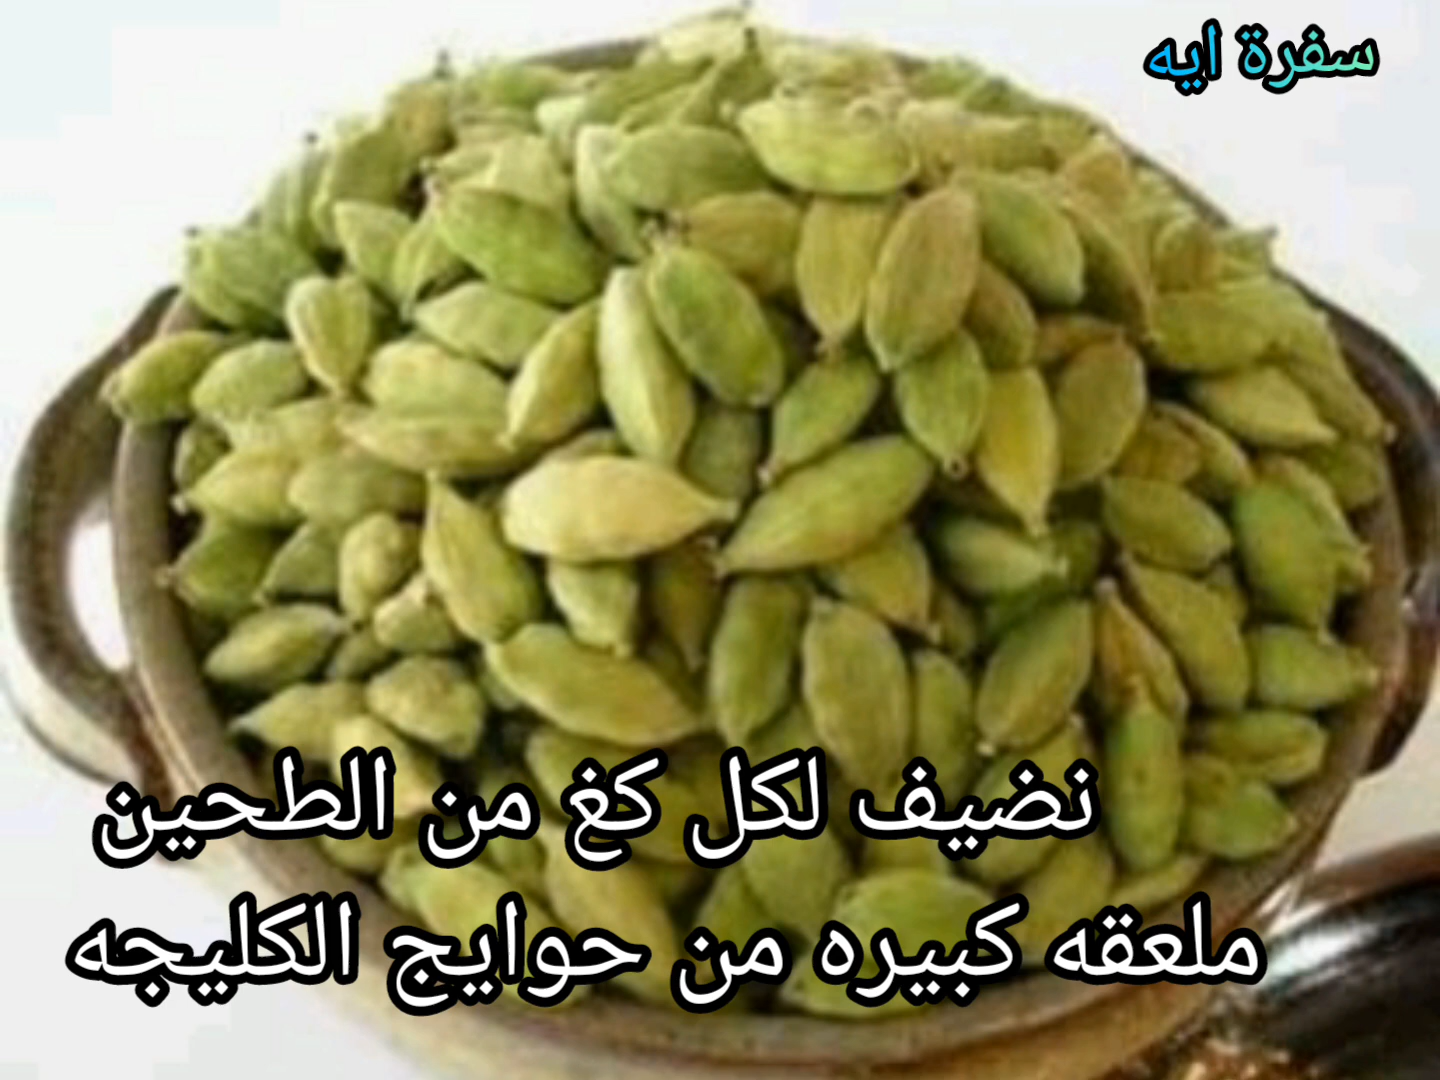 سفرة ايه
نضيف لكل كغ من الطحين
ملعقه كبيره من حوايج الكليجه